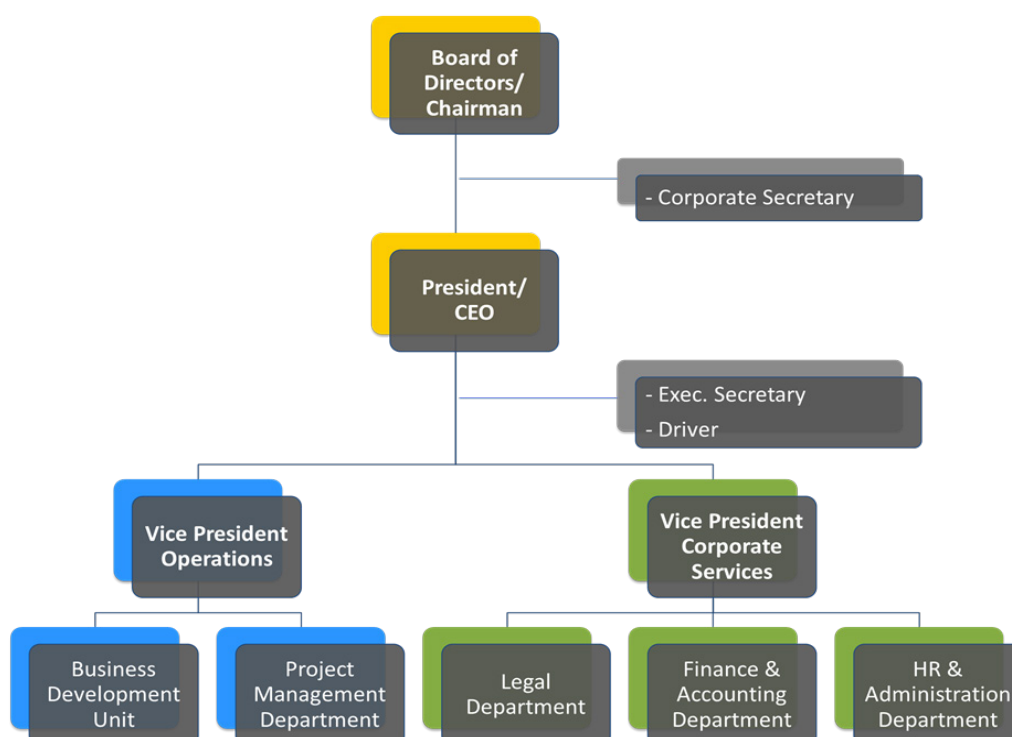 Board of
Directors/
Chairman
- Corporate Secretary
President/
CEO
- Exec. Secretary
- Driver
Vice President
Operations
Vice President
Corporate
Services
Business
Development
Unit
Project
Management
Department
Legal
Department
Finance &
Accounting
Department
HR &
Administration
Department